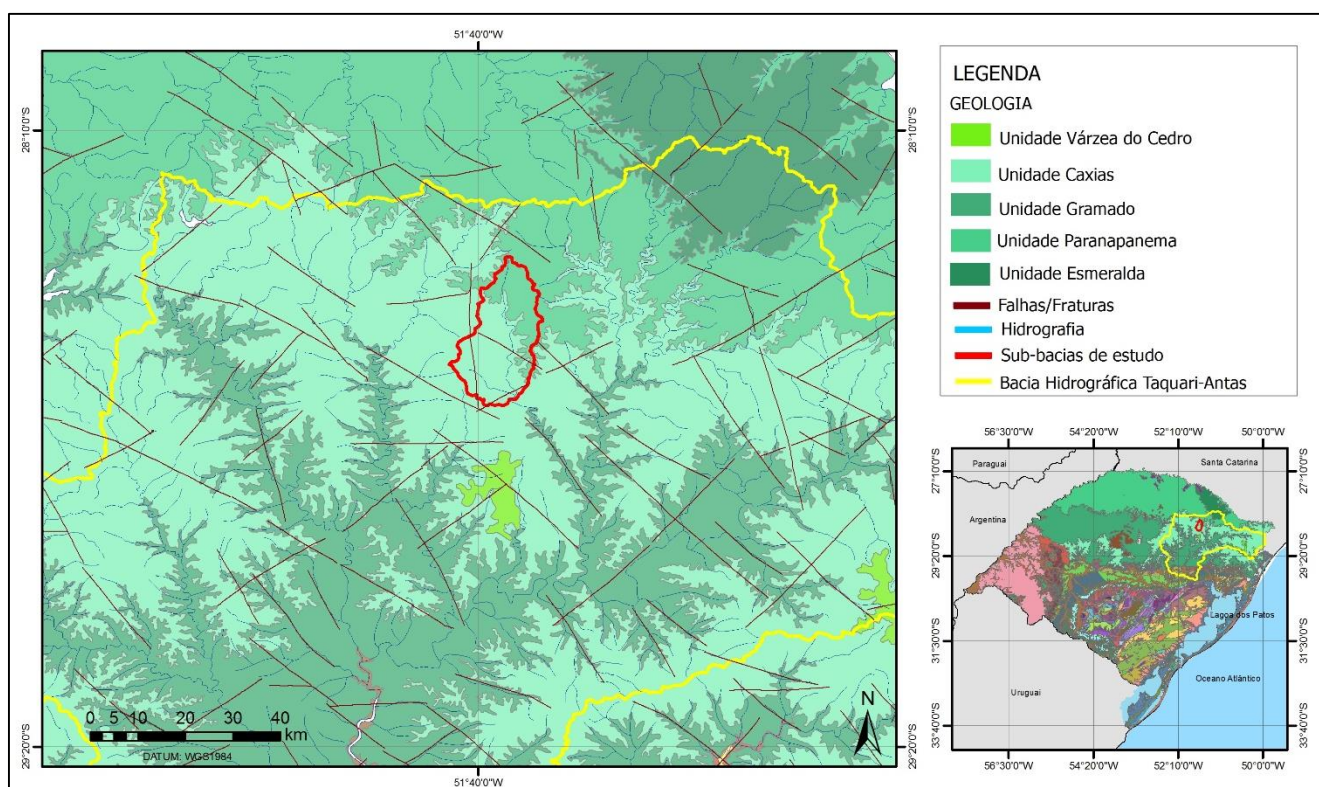 51°40'0"W
28°10'0"S
28°10'0"S
29°20'0"S
29°20'0"S
0 5 10 20 30 40
km
DATUM: WGS1984
N
51°40'0"W
LEGENDA
GEOLOGIA
Unidade Várzea do Cedro
Unidade Caxias
Unidade Gramado
Unidade Paranapanema
Unidade Esmeralda
Falhas/Fraturas
Hidrografia
Sub-bacias de estudo
Bacia Hidrográfica Taquari-Antas
56°30'0"W 54°20'0"W 52°10'0"W 50°0'0"W
Paraguai
Santa Catarina
27°10'0"S
27°10'0"S
Argentina
29°20'0"S
29°20'0"S
Lagoa dos Patos
31°30'0"S
31°30'0"S
Oceano Atlântico
Uruguai
33°40'0"S
33°40'0"S
56°30'0"W 54°20'0"W 52°10'0"W 50°0'0"W